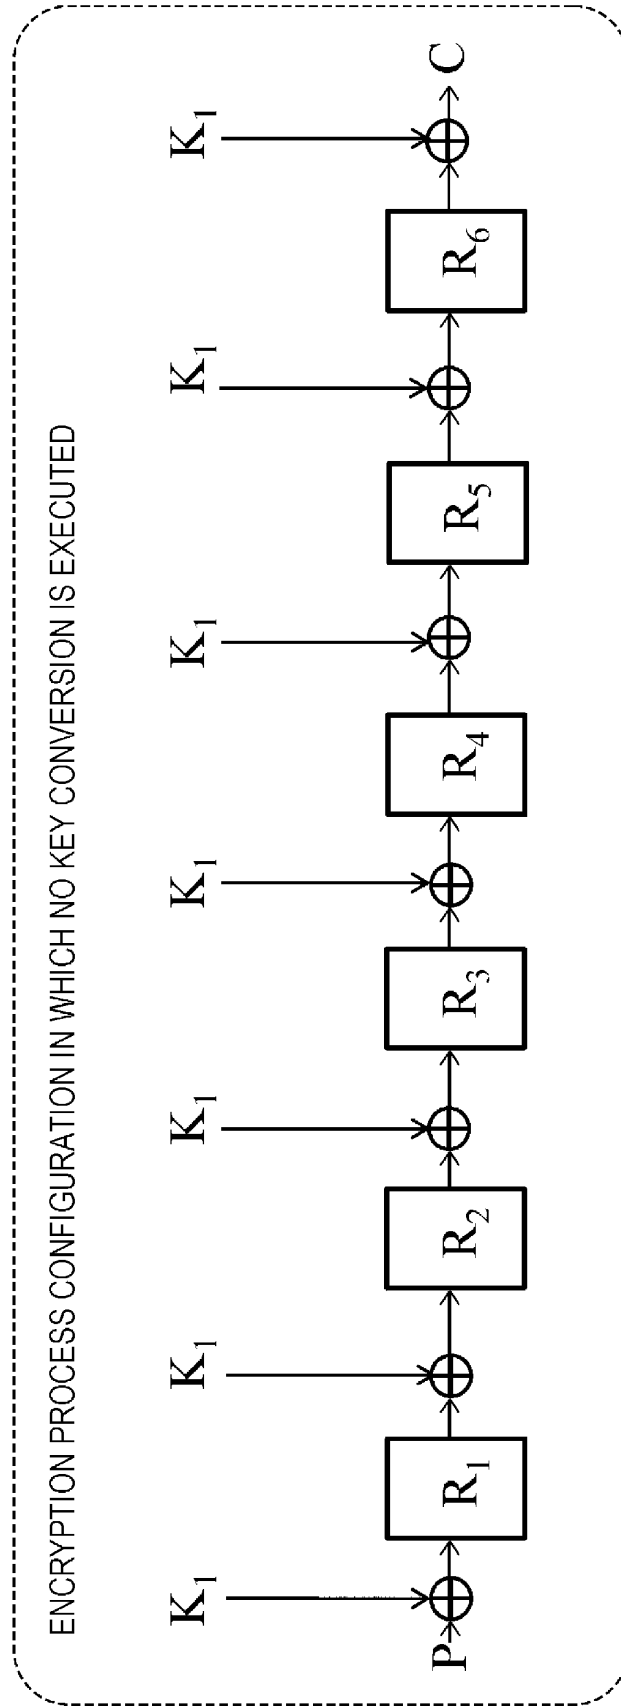 ENCRYPTION PROCESS CONFIGURATION IN WHICH NO KEY CONVERSION IS EXECUTED
K₁ K₁ K₁ K₁ K₁ K₁ K₁
P R₁ R₂ R₃ R₄ R₅ R₆ C